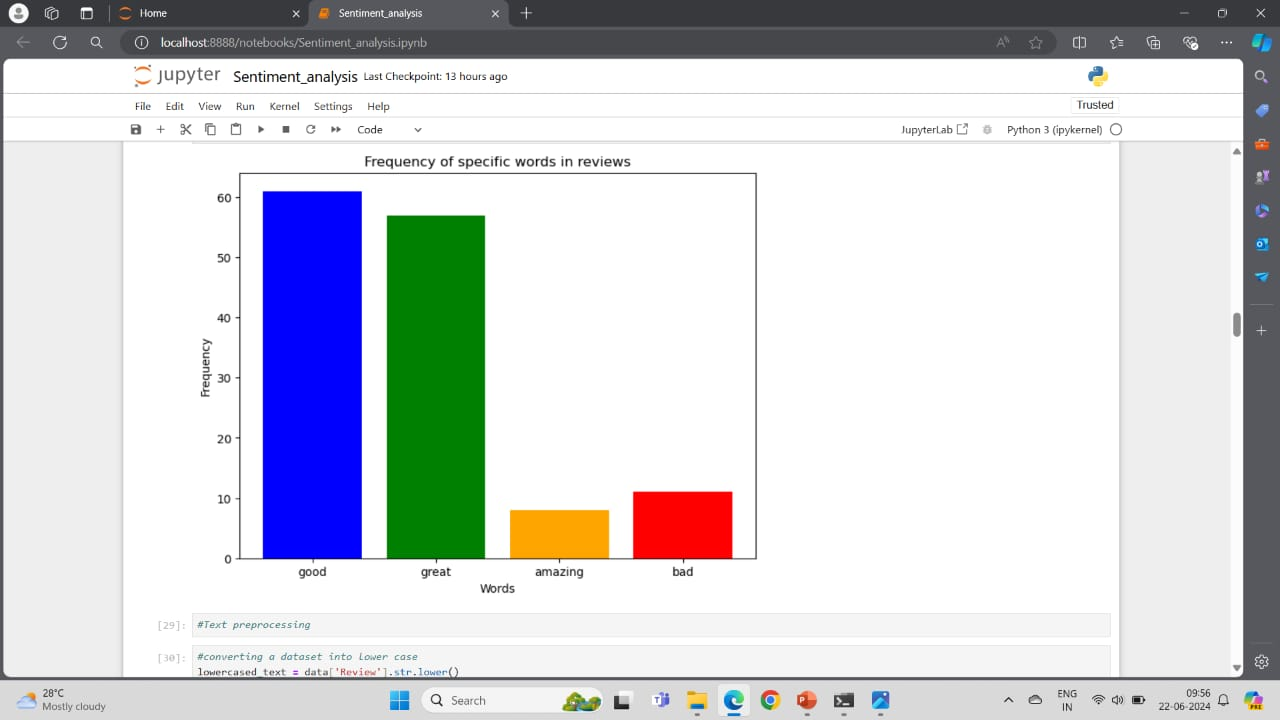 Home
Sentiment_analysis
localhost:8888/notebooks/Sentiment_analysis.ipynb
jupyter Sentiment_analysis Last Checkpoint: 13 hours ago
File Edit View Run Kernel Settings Help
Trusted
Code
JupyterLab
Python 3 (ipykernel)
Frequency of specific words in reviews
60
50
40
30
20
10
0
Frequency
good great amazing bad
Words
[29]: #Text preprocessing
[30]: #converting a dataset into lower case
lowercased_text = data['Review'].str.lower()
28°C
Mostly cloudy
Search
ENG
IN
09:56
22-06-2024